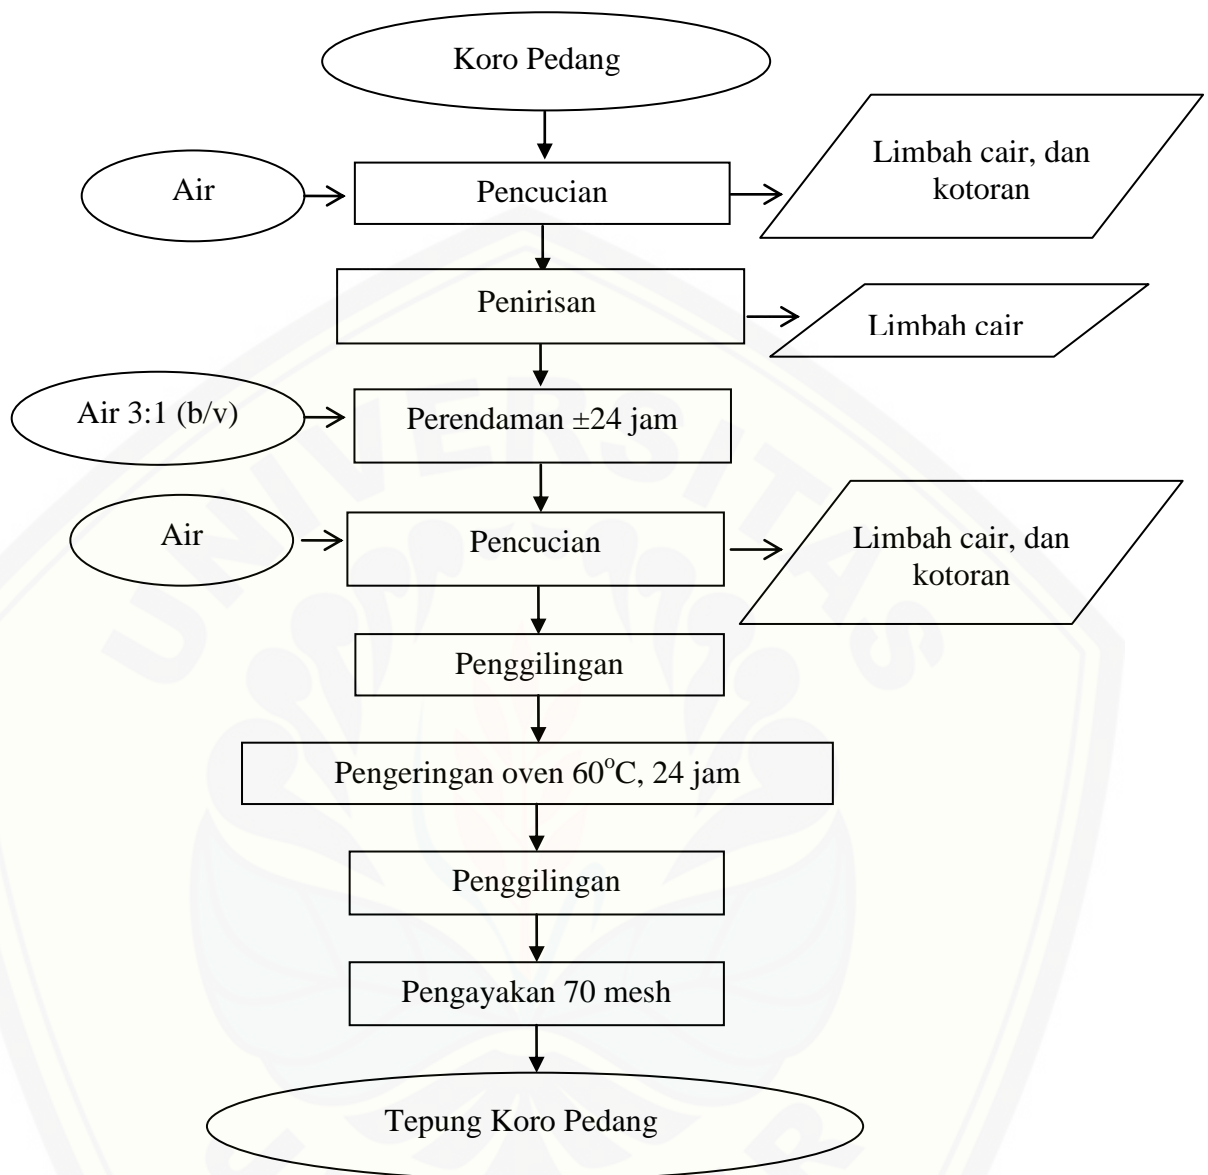 Koro Pedang
Limbah cair, dan
kotoran
Air
Pencucian
Penirisan
Limbah cair
Air 3:1 (b/v)
Perendaman ±24 jam
Air
Pencucian
Limbah cair, dan
kotoran
Penggilingan
Pengeringan oven 60°C, 24 jam
Penggilingan
Pengayakan 70 mesh
Tepung Koro Pedang
UNIVERSITAS